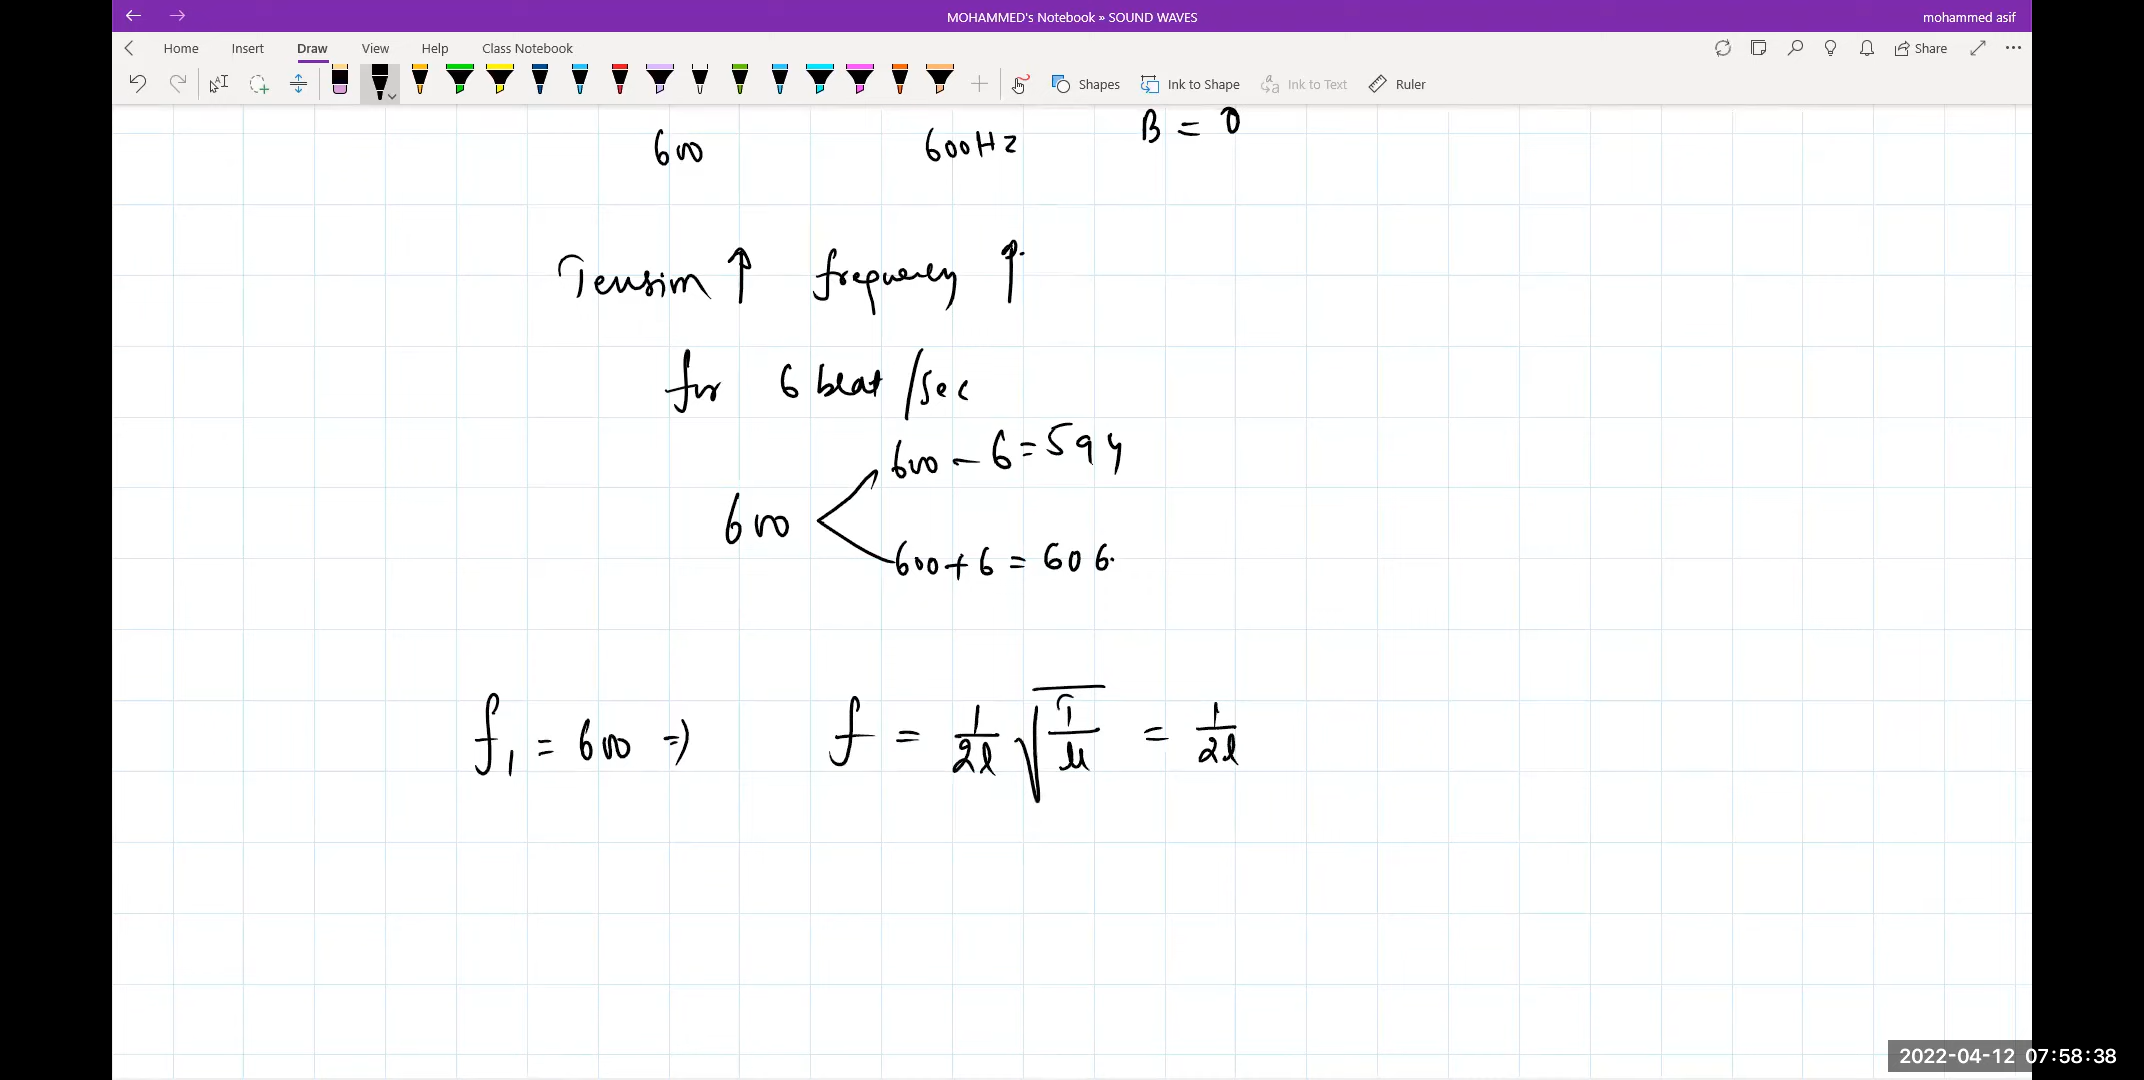 MOHAMMED's Notebook » SOUND WAVES
mohammed asif
Home Insert Draw View Help Class Notebook
Share
Shapes Ink to Shape Ink to Text Ruler
600 600Hz B = 0
Tension ↑ frequency ↑
for 6 beat/sec
600 - 6 = 594
600
600 + 6 = 606.
f₁ = 600 ⇒ f = 1/2l √(T/μ) = 1/2l
2022-04-12 07:58:38